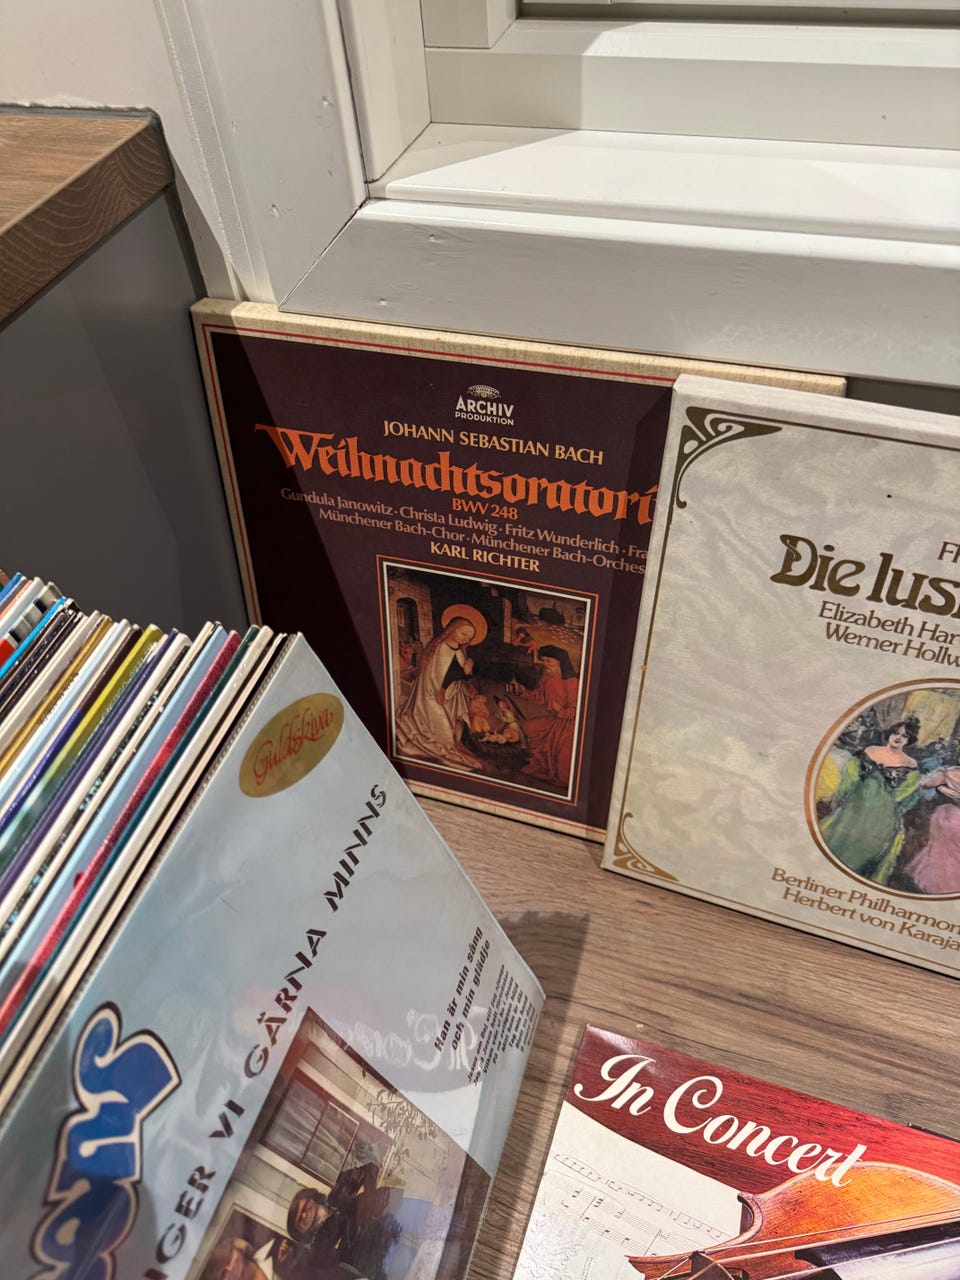 ARCHIV
PRODUKTION
JOHANN SEBASTIAN BACH
Weihnachtsoratori
BWV 248
Gundula Janowitz · Christa Ludwig · Fritz Wunderlich · Fra
Münchener Bach-Chor · Münchener Bach-Orches
KARL RICHTER
Die lus
Elizabeth Har
Werner Hollw
Berliner Philharmon
Herbert von Karaja
Guldskiva
IGER VI GÄRNA MINNS
Han är min sång
och min glädje
In Concert